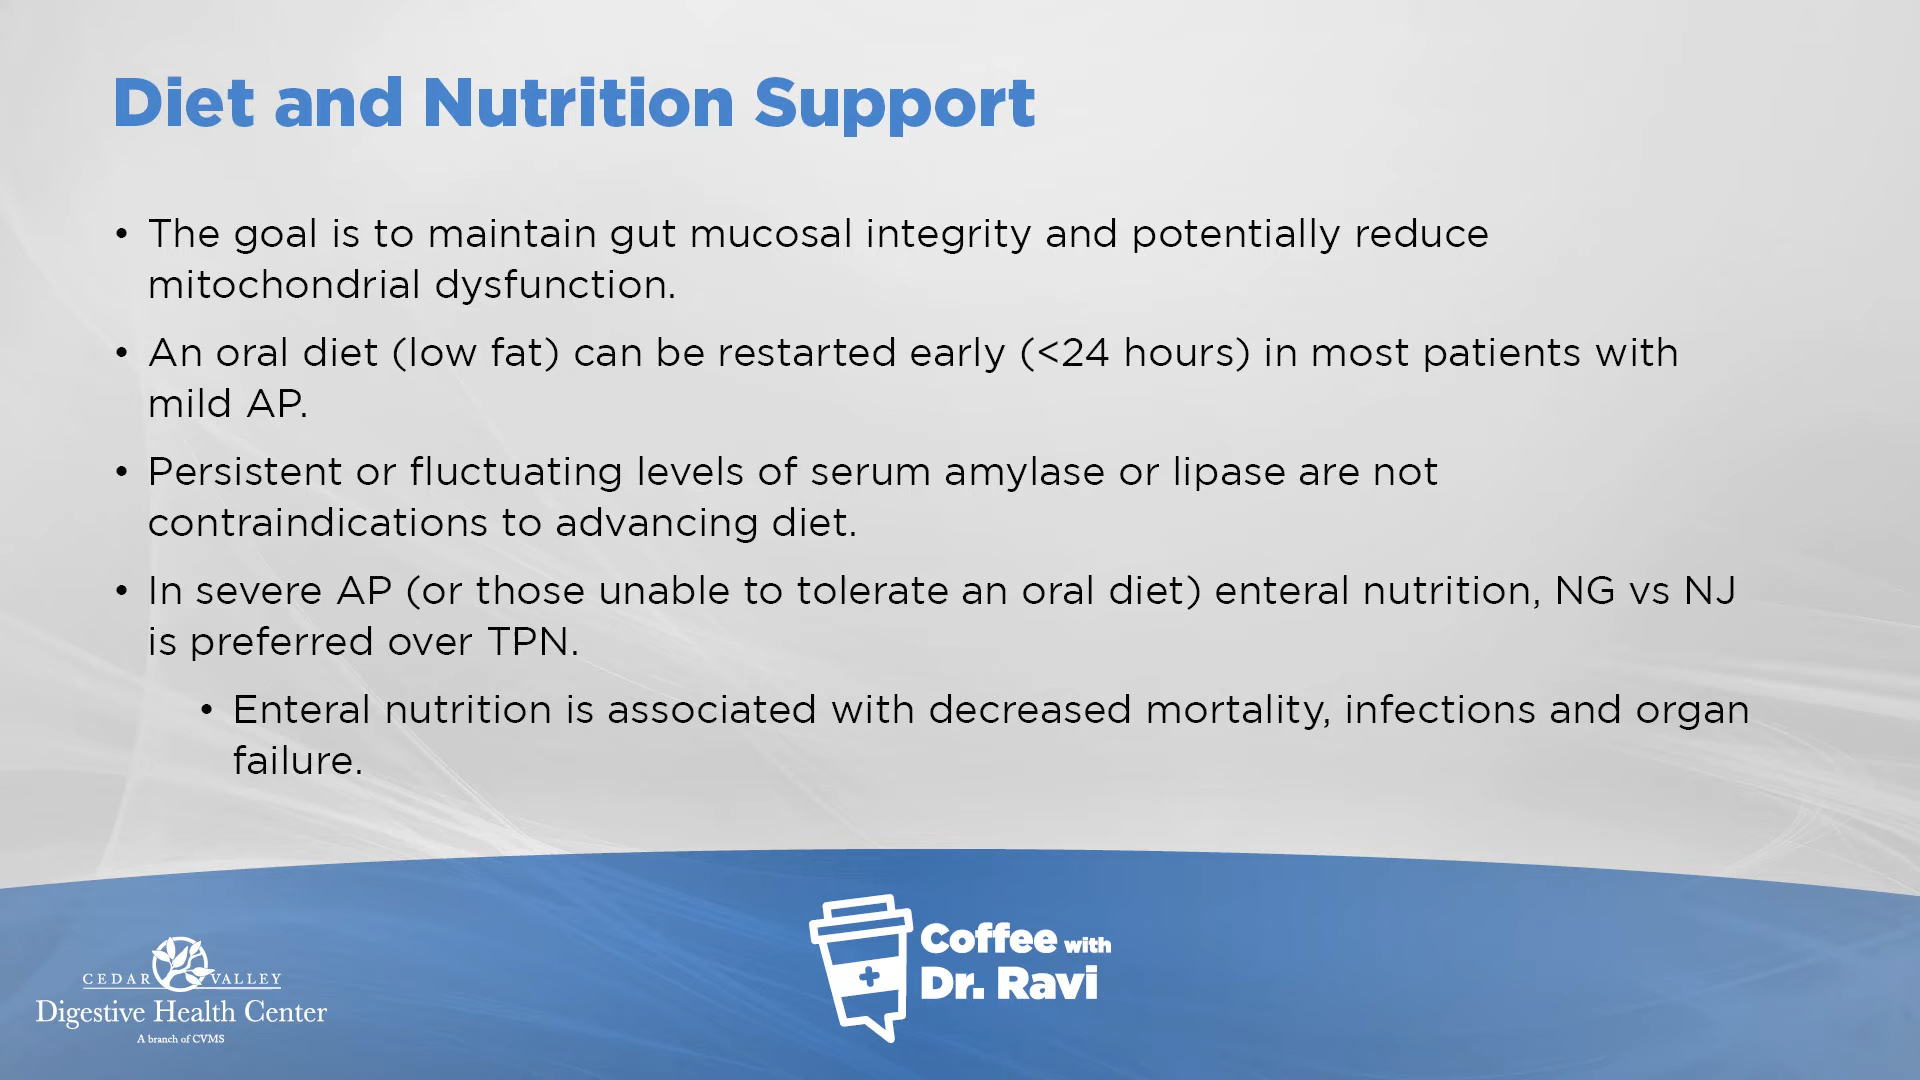 Diet and Nutrition Support
• The goal is to maintain gut mucosal integrity and potentially reduce
mitochondrial dysfunction.
• An oral diet (low fat) can be restarted early (<24 hours) in most patients with
mild AP.
• Persistent or fluctuating levels of serum amylase or lipase are not
contraindications to advancing diet.
• In severe AP (or those unable to tolerate an oral diet) enteral nutrition, NG vs NJ
is preferred over TPN.
• Enteral nutrition is associated with decreased mortality, infections and organ
failure.
CEDAR VALLEY
Digestive Health Center
A branch of CVMS
Coffee with
Dr. Ravi